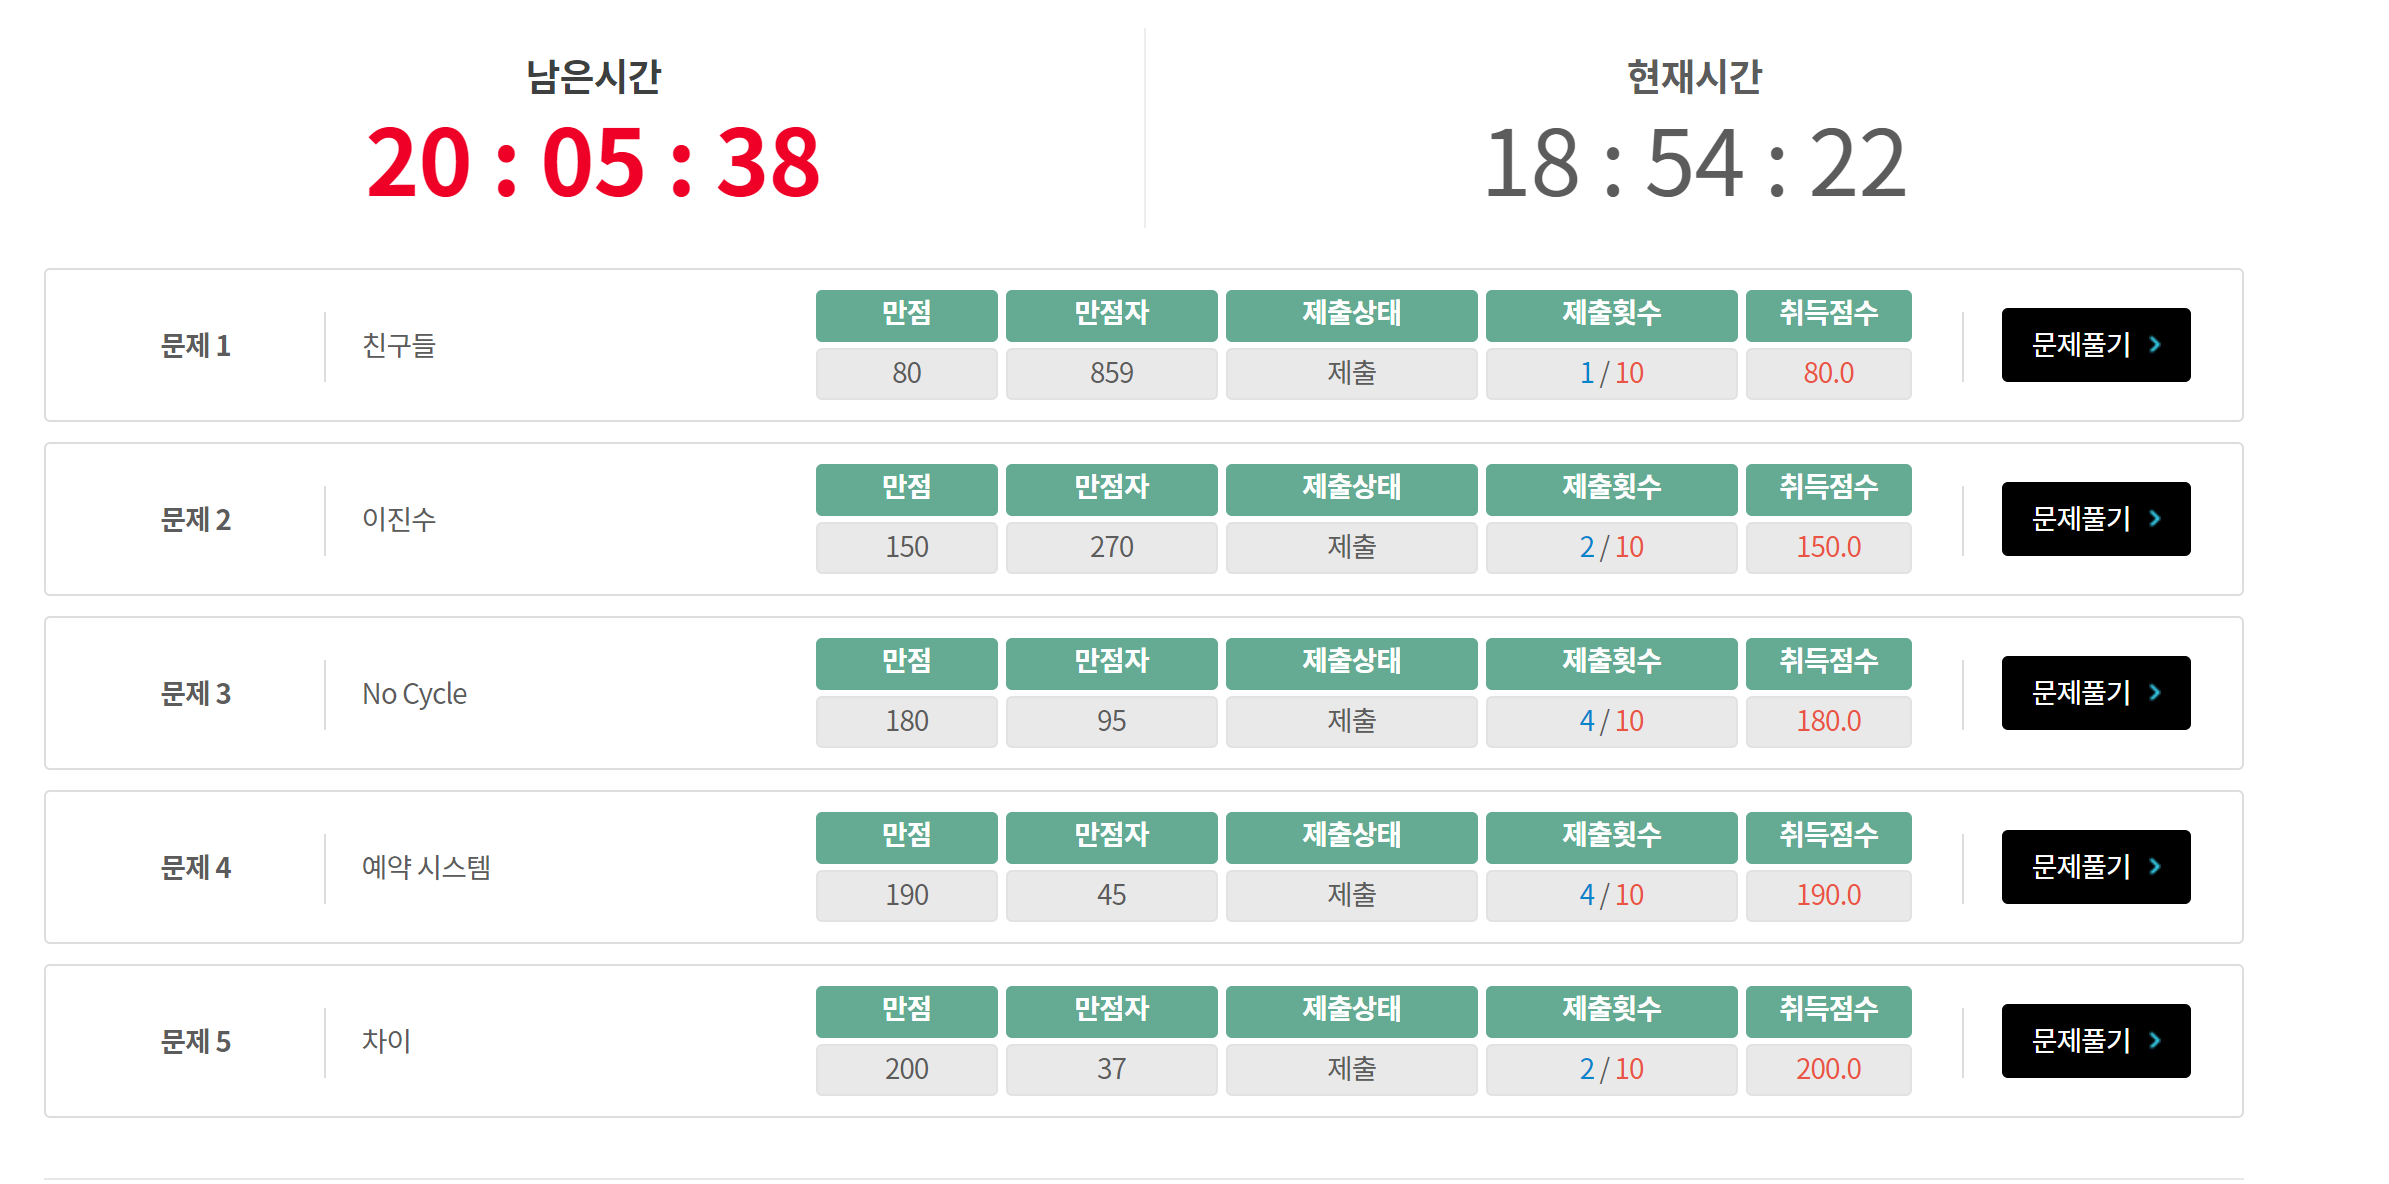 남은시간
20 : 05 : 38
현재시간
18 : 54 : 22
문제 1 친구들 만점 만점자 제출상태 제출횟수 취득점수 문제풀기
80 859 제출 1 / 10 80.0
문제 2 이진수 만점 만점자 제출상태 제출횟수 취득점수 문제풀기
150 270 제출 2 / 10 150.0
문제 3 No Cycle 만점 만점자 제출상태 제출횟수 취득점수 문제풀기
180 95 제출 4 / 10 180.0
문제 4 예약 시스템 만점 만점자 제출상태 제출횟수 취득점수 문제풀기
190 45 제출 4 / 10 190.0
문제 5 차이 만점 만점자 제출상태 제출횟수 취득점수 문제풀기
200 37 제출 2 / 10 200.0